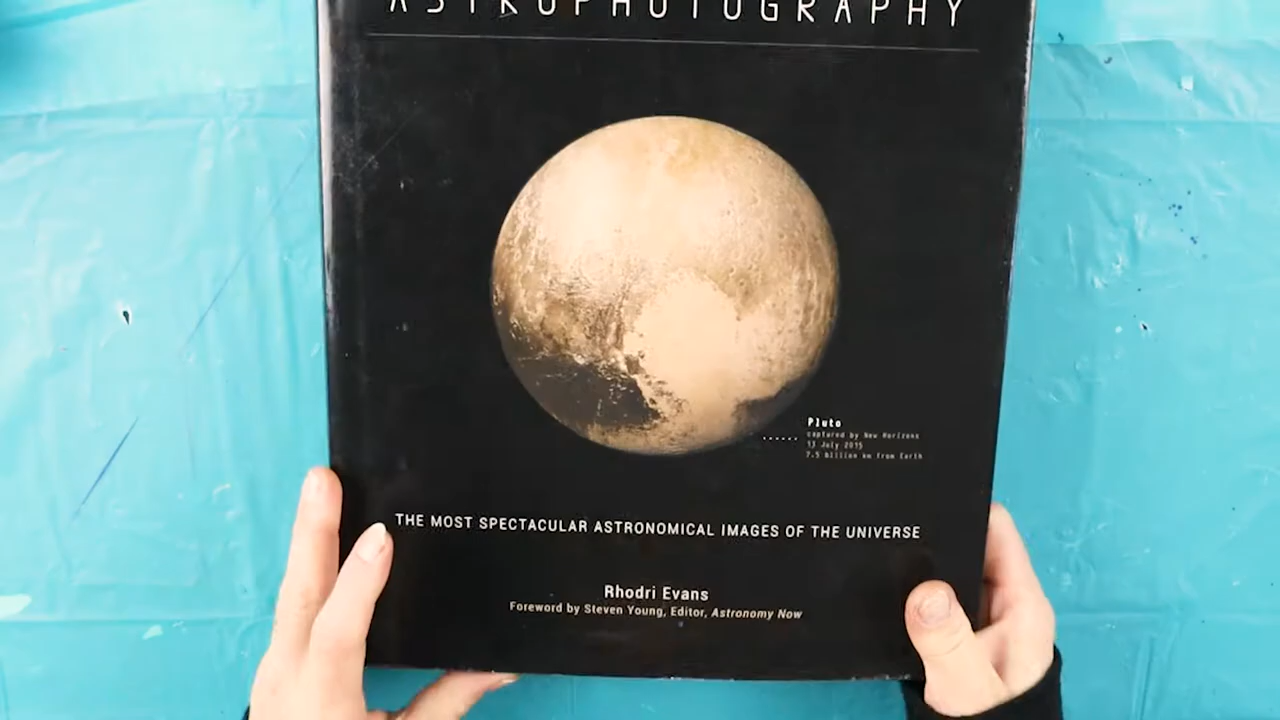 ASTROPHOTOGRAPHY
Pluto
captured by New Horizons
13 July 2015
7.5 billion km from Earth
THE MOST SPECTACULAR ASTRONOMICAL IMAGES OF THE UNIVERSE
Rhodri Evans
Foreword by Steven Young, Editor, Astronomy Now